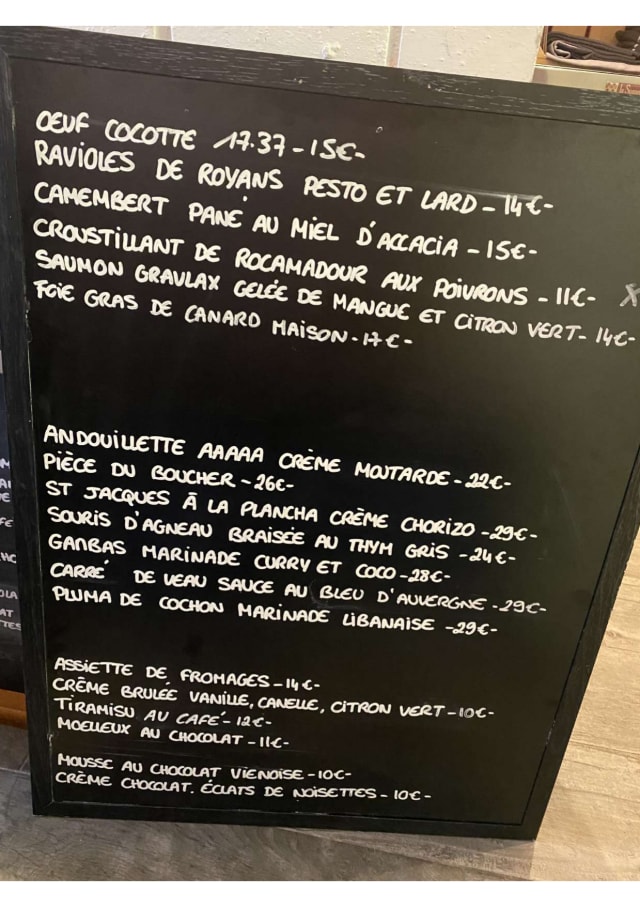 OEUF COCOTTE 17.37 - 15€-
RAVIOLES DE ROYANS PESTO ET LARD - 14€-
CAMEMBERT PANÉ AU MIEL D'ACCACIA - 15€-
CROUSTILLANT DE ROCAMADOUR AUX POIVRONS - 11€- X
SAUMON GRAVLAX GELÉE DE MANGUE ET CITRON VERT - 14€-
FOIE GRAS DE CANARD MAISON - 17€-
ANDOUILLETTE AAAAA CRÈME MOUTARDE - 22€-
PIÈCE DU BOUCHER - 26€-
ST JACQUES À LA PLANCHA CRÈME CHORIZO - 29€-
SOURIS D'AGNEAU BRAISÉE AU THYM GRIS - 24€-
GANBAS MARINADE CURRY ET COCO - 28€-
CARRÉ DE VEAU SAUCE AU BLEU D'AUVERGNE - 29€-
PLUMA DE COCHON MARINADE LIBANAISE - 29€-
ASSIETTE DE FROMAGES - 14€-
CRÈME BRULÉE VANILLE, CANELLE, CITRON VERT - 10€-
TIRAMISU AU CAFÉ - 12€-
MOELLEUX AU CHOCOLAT - 11€-
MOUSSE AU CHOCOLAT VIENOISE - 10€-
CRÈME CHOCOLAT. ÉCLATS DE NOISETTES - 10€-